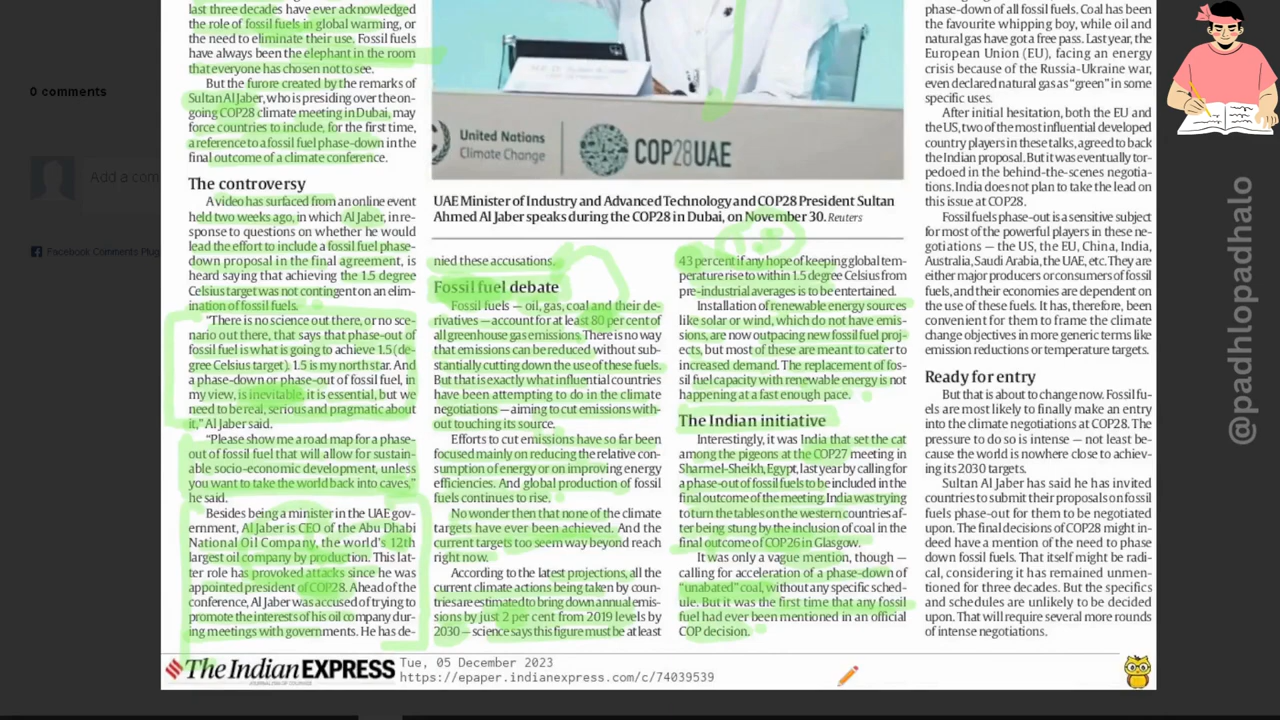 last three decades have ever acknowledged
the role of fossil fuels in global warming, or
the need to eliminate their use. Fossil fuels
have always been the elephant in the room
that everyone has chosen not to see.
But the furore created by the remarks of
Sultan Al Jaber, who is presiding over the on-
going COP28 climate meeting in Dubai, may
force countries to include, for the first time,
a reference to a fossil fuel phase-down in the
final outcome of a climate conference.
The controversy
A video has surfaced from an online event
held two weeks ago, in which Al Jaber, in re-
sponse to questions on whether he would
lead the effort to include a fossil fuel phase-
down proposal in the final agreement, is
heard saying that achieving the 1.5 degree
Celsius target was not contingent on an elim-
ination of fossil fuels.
"There is no science out there, or no sce-
nario out there, that says that phase-out of
fossil fuel is what is going to achieve 1.5 (de-
gree Celsius target). 1.5 is my north star. And
a phase-down or phase-out of fossil fuel, in
my view, is inevitable, it is essential, but we
need to be real, serious and pragmatic about
it," Al Jaber said.
"Please show me a road map for a phase-
out of fossil fuel that will allow for sustain-
able socio-economic development, unless
you want to take the world back into caves,"
he said.
Besides being a minister in the UAE gov-
ernment, Al Jaber is CEO of the Abu Dhabi
National Oil Company, the world's 12th
largest oil company by production. This lat-
ter role has provoked attacks since he was
appointed president of COP28. Ahead of the
conference, Al Jaber was accused of trying to
promote the interests of his oil company dur-
ing meetings with governments. He has de-
United Nations
Climate Change
COP28UAE
UAE Minister of Industry and Advanced Technology and COP28 President Sultan
Ahmed Al Jaber speaks during the COP28 in Dubai, on November 30. Reuters
nied these accusations.
Fossil fuel debate
Fossil fuels — oil, gas, coal and their de-
rivatives — account for at least 80 per cent of
all greenhouse gas emissions. There is no way
that emissions can be reduced without sub-
stantially cutting down the use of these fuels.
But that is exactly what influential countries
have been attempting to do in the climate
negotiations — aiming to cut emissions with-
out touching its source.
Efforts to cut emissions have so far been
focused mainly on reducing the relative con-
sumption of energy or on improving energy
efficiencies. And global production of fossil
fuels continues to rise.
No wonder then that none of the climate
targets have ever been achieved. And the
current targets too seem way beyond reach
right now.
According to the latest projections, all the
current climate actions being taken by coun-
tries are estimated to bring down annual emis-
sions by just 2 per cent from 2019 levels by
2030 — science says this figure must be at least
43 per cent if any hope of keeping global tem-
perature rise to within 1.5 degree Celsius from
pre-industrial averages is to be entertained.
Installation of renewable energy sources
like solar or wind, which do not have emis-
sions, are now outpacing new fossil fuel proj-
ects, but most of these are meant to cater to
increased demand. The replacement of fos-
sil fuel capacity with renewable energy is not
happening at a fast enough pace.
The Indian initiative
Interestingly, it was India that set the cat
among the pigeons at the COP27 meeting in
Sharmel-Sheikh, Egypt, last year by calling for
a phase-out of fossil fuels to be included in the
final outcome of the meeting. India was trying
to turn the tables on the western countries af-
ter being stung by the inclusion of coal in the
final outcome of COP26 in Glasgow.
It was only a vague mention, though —
calling for acceleration of a phase-down of
"unabated" coal, without any specific sched-
ule. But it was the first time that any fossil
fuel had ever been mentioned in an official
COP decision.
phase-down of all fossil fuels. Coal has been
the favourite whipping boy, while oil and
natural gas have got a free pass. Last year, the
European Union (EU), facing an energy
crisis because of the Russia-Ukraine war,
even declared natural gas as "green" in some
specific uses.
After initial hesitation, both the EU and
the US, two of the most influential developed
country players in these talks, agreed to back
the Indian proposal. But it was eventually tor-
pedoed in the behind-the-scenes negotia-
tions. India does not plan to take the lead on
this issue at COP28.
Fossil fuels phase-out is a sensitive subject
for most of the powerful players in these ne-
gotiations — the US, the EU, China, India,
Australia, Saudi Arabia, the UAE, etc. They are
either major producers or consumers of fossil
fuels, and their economies are dependent on
the use of these fuels. It has, therefore, been
convenient for them to frame the climate
change objectives in more generic terms like
emission reductions or temperature targets.
Ready for entry
But that is about to change now. Fossil fu-
els are most likely to finally make an entry
into the climate negotiations at COP28. The
pressure to do so is intense — not least be-
cause the world is nowhere close to achiev-
ing its 2030 targets.
Sultan Al Jaber has said he has invited
countries to submit their proposals on fossil
fuels phase-out for them to be negotiated
upon. The final decisions of COP28 might in-
deed have a mention of the need to phase
down fossil fuels. That itself might be radi-
cal, considering it has remained unmen-
tioned for three decades. But the specifics
and schedules are unlikely to be decided
upon. That will require several more rounds
of intense negotiations.
The Indian EXPRESS
Tue, 05 December 2023
https://epaper.indianexpress.com/c/74039539
0 comments
Add a com
Facebook Comments Plug
@padhlopadhalo